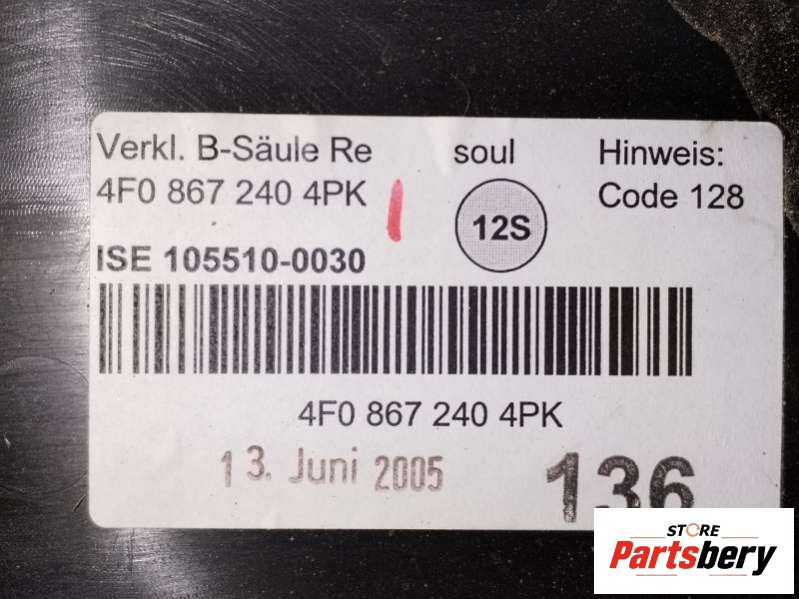 Verkl. B-Säule Re soul Hinweis:
4F0 867 240 4PK Code 128
12S
ISE 105510-0030
4F0 867 240 4PK
13. Juni 2005 136
STORE
Partsbery